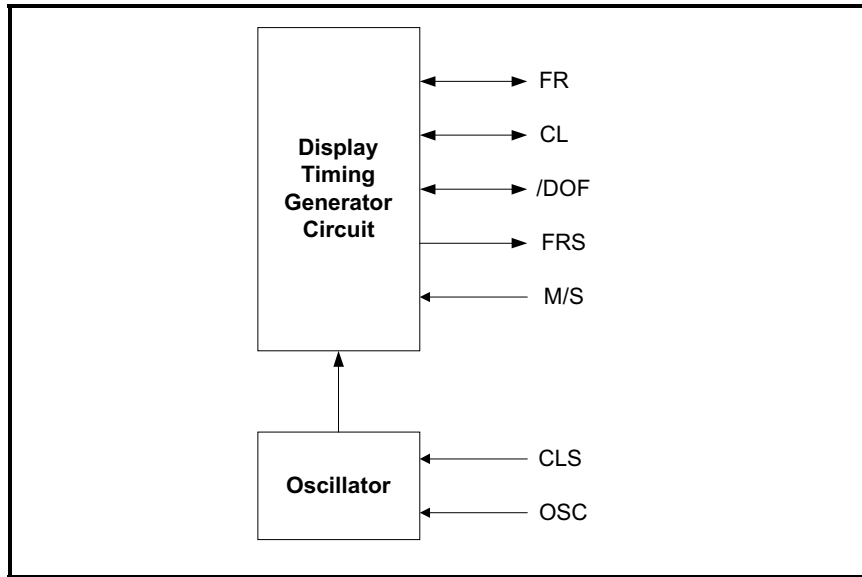 Display
Timing
Generator
Circuit
FR
CL
/DOF
FRS
M/S
Oscillator
CLS
OSC